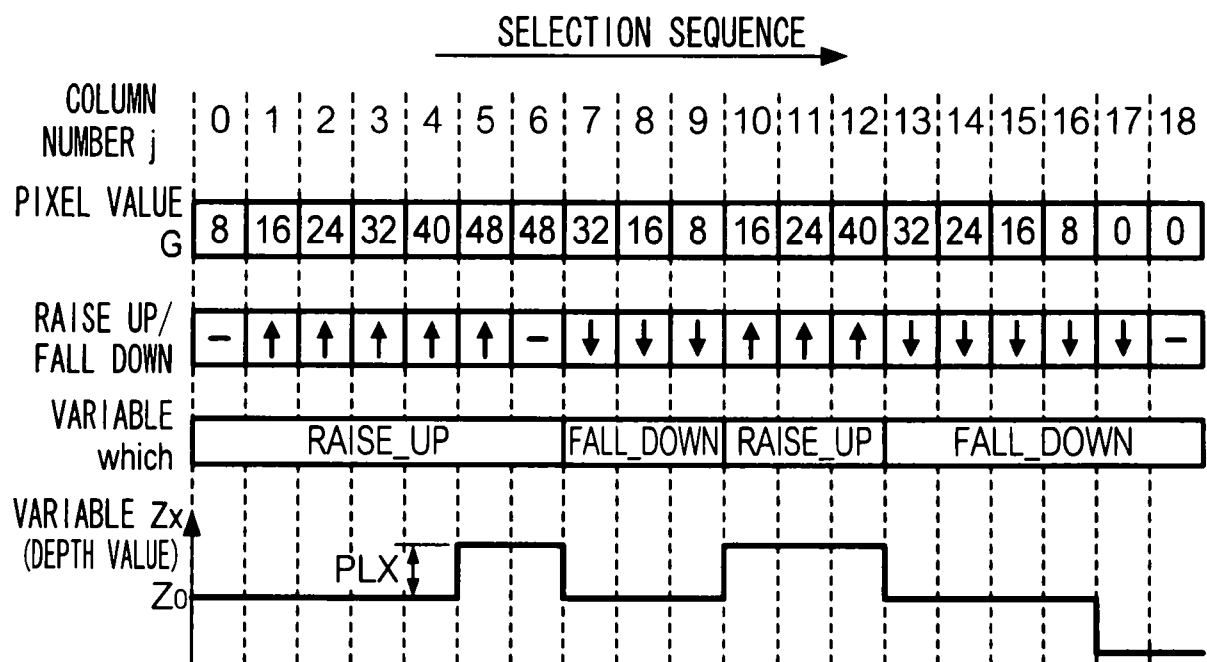 SELECTION SEQUENCE
COLUMN NUMBER j 0 1 2 3 4 5 6 7 8 9 10 11 12 13 14 15 16 17 18
PIXEL VALUE G 8 16 24 32 40 48 48 32 16 8 16 24 40 32 24 16 8 0 0
RAISE UP/ FALL DOWN - ↑ ↑ ↑ ↑ ↑ - ↓ ↓ ↓ ↑ ↑ ↑ ↓ ↓ ↓ ↓ ↓ -
VARIABLE which RAISE_UP FALL_DOWN RAISE_UP FALL_DOWN
VARIABLE Zx
(DEPTH VALUE)
PLX
Z0